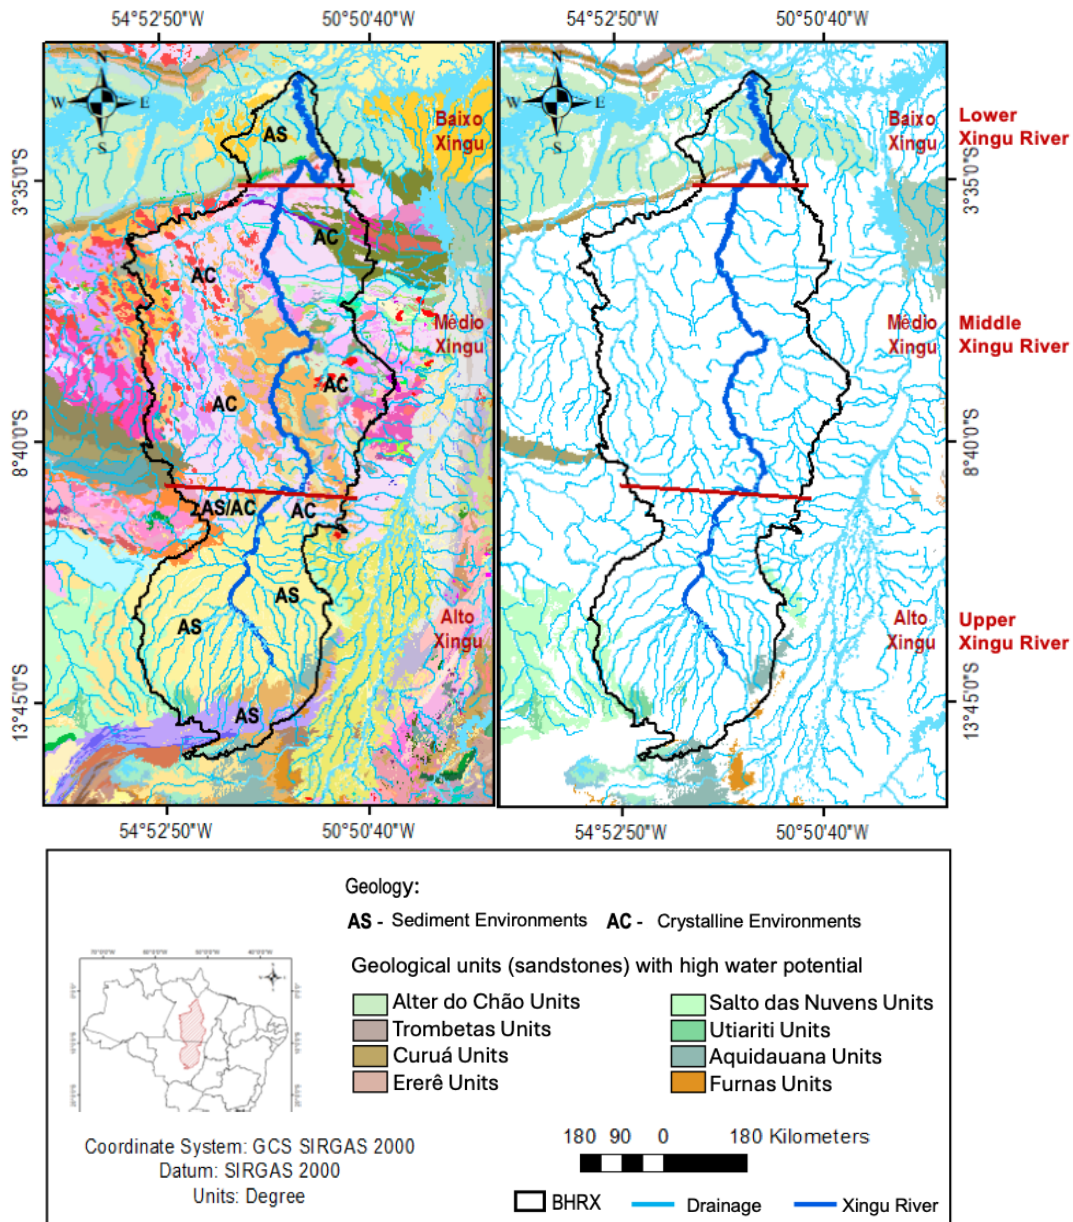 54°52'50"W 50°50'40"W 54°52'50"W 50°50'40"W
N
W E
S
N
W E
S
AS
Baixo
Xingu
Baixo
Xingu
Lower
Xingu River
3°35'0"S
3°35'0"S
AC
AC
Médio
Xingu
Médio
Xingu
Middle
Xingu River
AC
AC
8°40'0"S
8°40'0"S
AS/AC
AC
AS
AS
Alto
Xingu
Alto
Xingu
Upper
Xingu River
13°45'0"S
13°45'0"S
AS
54°52'50"W 50°50'40"W 54°52'50"W 50°50'40"W
Geology:
AS - Sediment Environments AC - Crystalline Environments
Geological units (sandstones) with high water potential
Alter do Chão Units
Trombetas Units
Curuá Units
Ererê Units
Salto das Nuvens Units
Utiariti Units
Aquidauana Units
Furnas Units
Coordinate System: GCS SIRGAS 2000
Datum: SIRGAS 2000
Units: Degree
180 90 0 180 Kilometers
BHRX Drainage Xingu River